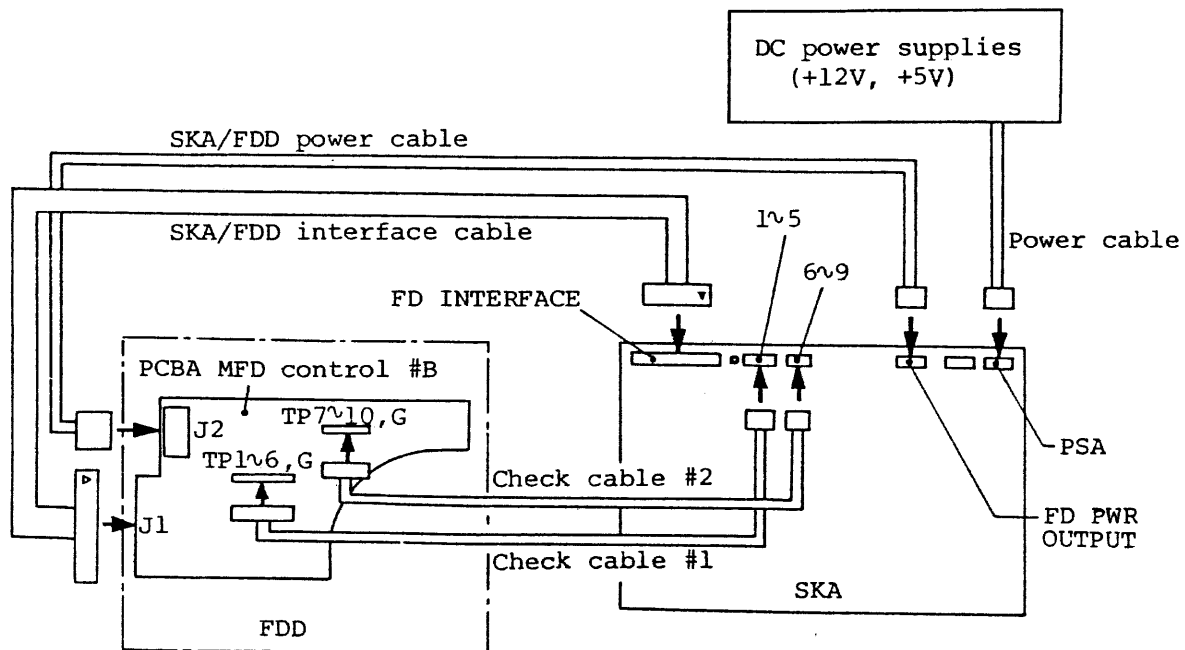 DC power supplies
(+12V, +5V)
SKA/FDD power cable
SKA/FDD interface cable
1~5
Power cable
6~9
FD INTERFACE
PCBA MFD control #B
TP7~10,G
J2
TP1~6,G
PSA
Check cable #2
J1
FD PWR
OUTPUT
Check cable #1
SKA
FDD